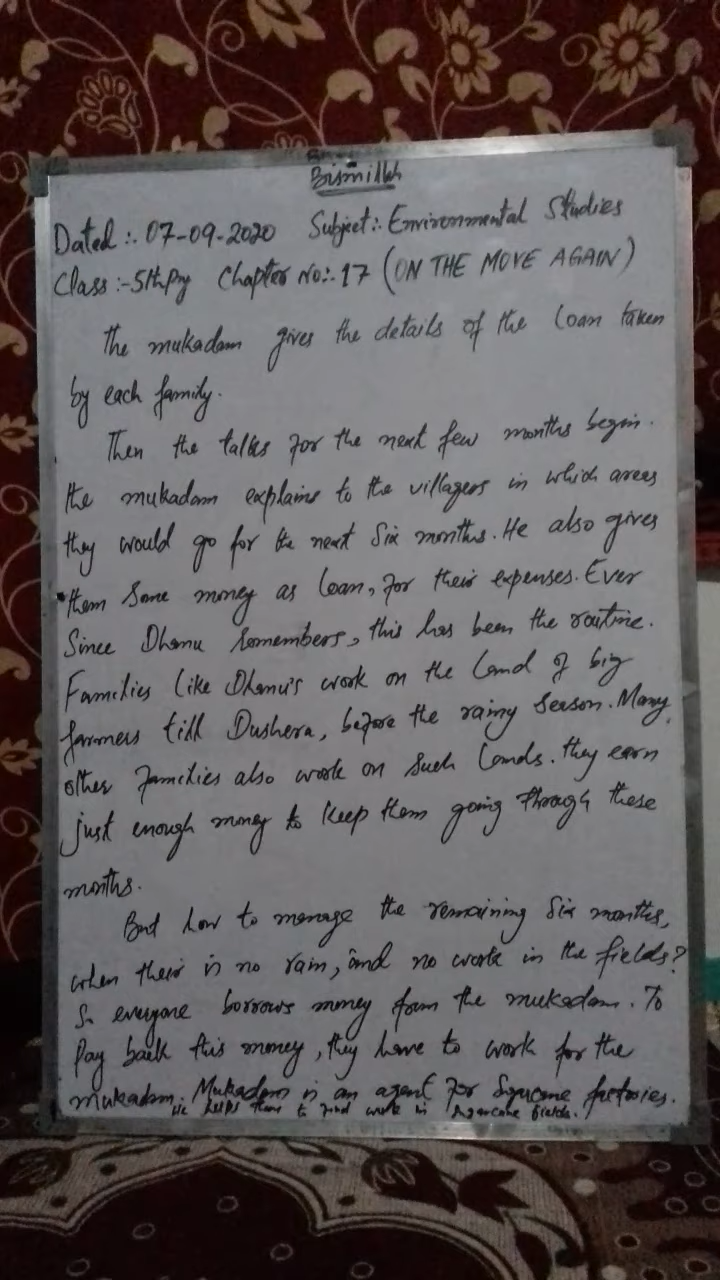 Bismillah
Dated:. 07-09-2020 Subject:. Environmental Studies
Class:-5thpry Chapter No:. 17 (ON THE MOVE AGAIN)
The mukadam gives the details of the loan taken
by each family.
Then the talks for the next few months begin.
the mukadam explains to the villagers in which areas
they would go for the next Six months. He also gives
them Some money as loan, for their expenses. Ever
Since Dhanu remembers, this has been the routine.
Families like Dhanu's work on the land of big
farmers till Dushera, before the rainy season. Many
other families also work on such lands. they earn
just enough money to keep them going through these
months.
But how to manage the remaining Six months,
when their is no rain, and no work in the fields?
So everyone borrows money from the mukadam. To
Pay back this money, they have to work for the
mukadam. Mukadam is an agent for Sugarcane factories.
He helps them to find work in Sugarcane fields.